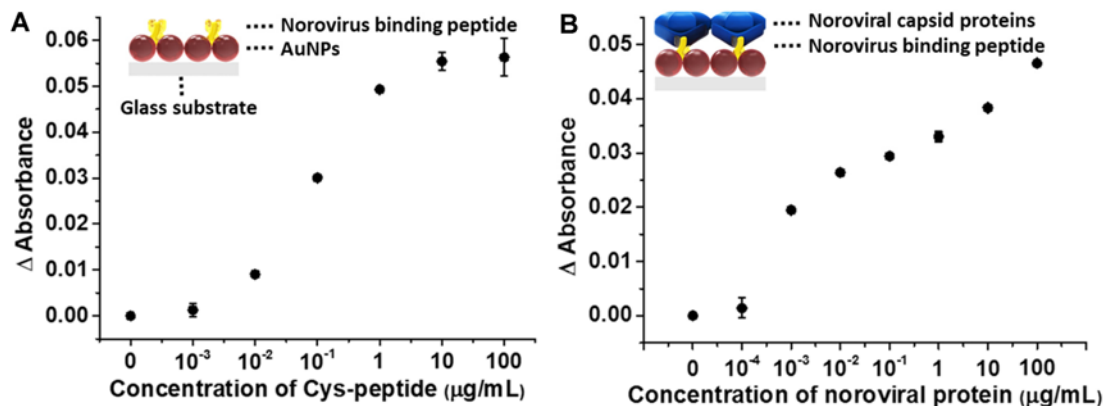 A
Norovirus binding peptide
AuNPs
Glass substrate
Δ Absorbance
0.06
0.05
0.04
0.03
0.02
0.01
0.00
0 10⁻³ 10⁻² 10⁻¹ 1 10 100
Concentration of Cys-peptide (μg/mL)
B
Noroviral capsid proteins
Norovirus binding peptide
Δ Absorbance
0.05
0.04
0.03
0.02
0.01
0.00
0 10⁻⁴ 10⁻³ 10⁻² 10⁻¹ 1 10 100
Concentration of noroviral protein (μg/mL)